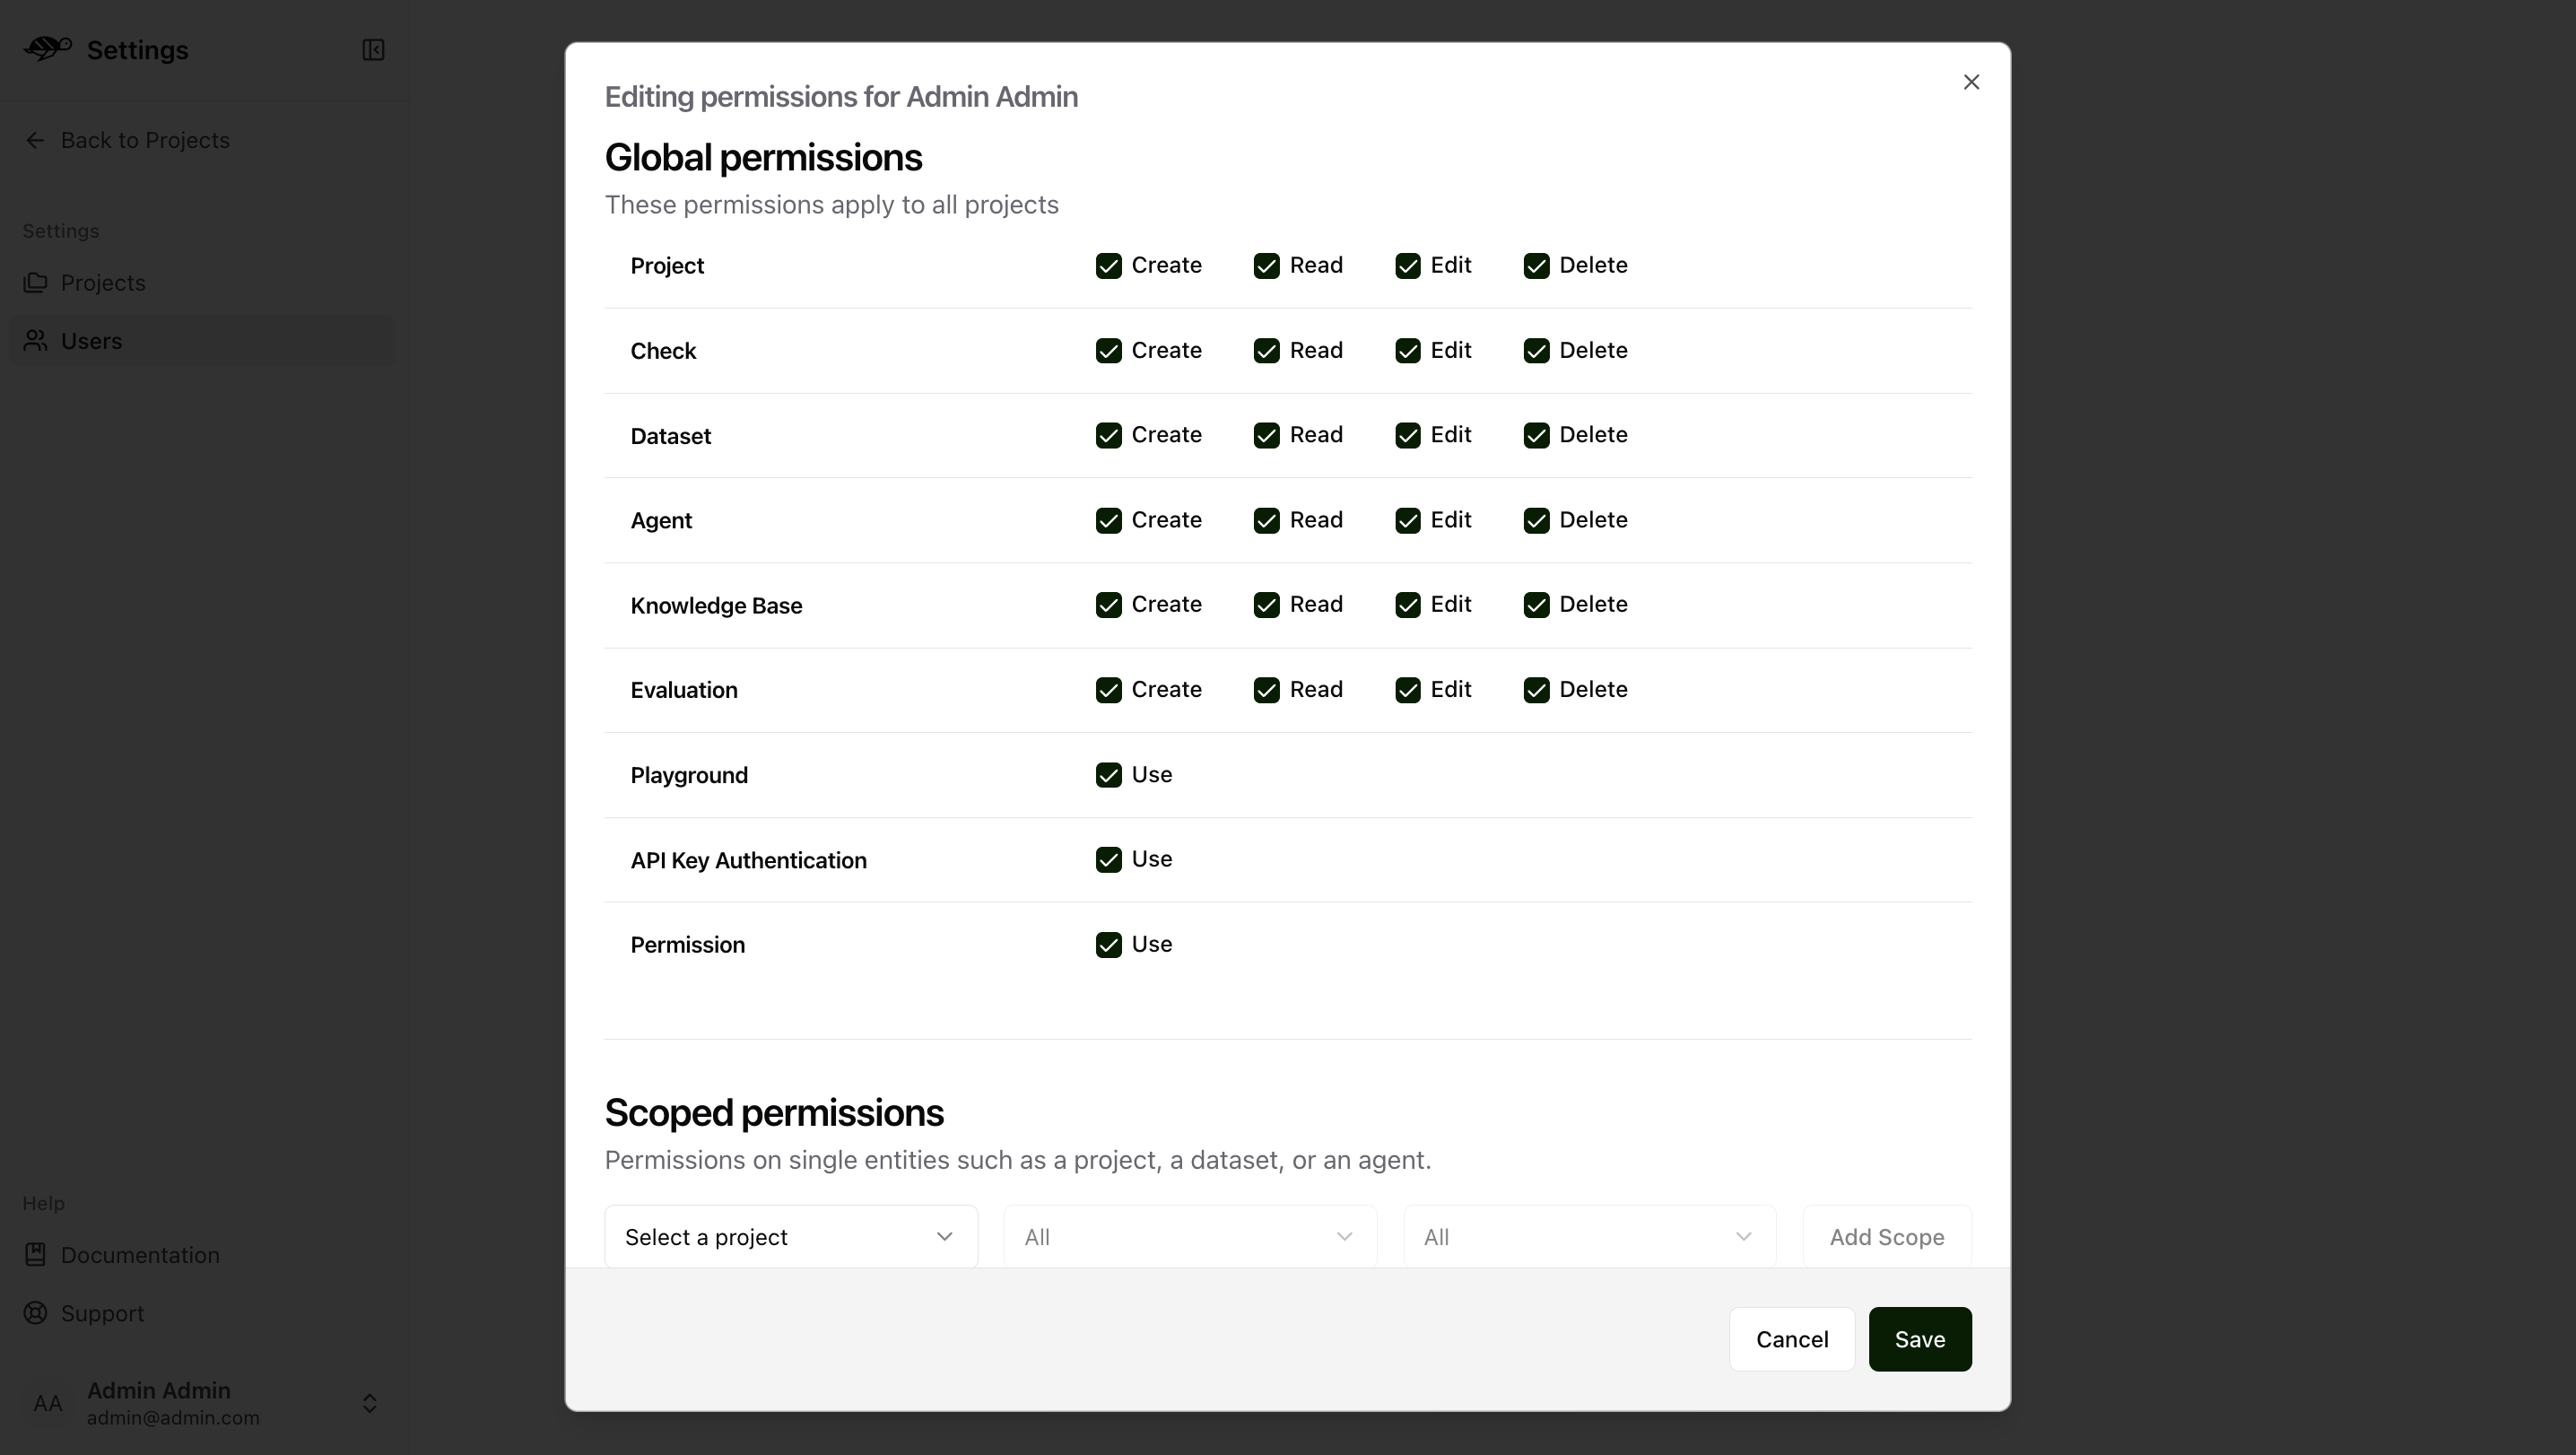 Settings
Back to Projects
Settings
Projects
Users
Help
Documentation
Support
AA
Admin Admin
admin@admin.com
Editing permissions for Admin Admin
Global permissions
These permissions apply to all projects
Project Create Read Edit Delete
Check Create Read Edit Delete
Dataset Create Read Edit Delete
Agent Create Read Edit Delete
Knowledge Base Create Read Edit Delete
Evaluation Create Read Edit Delete
Playground Use
API Key Authentication Use
Permission Use
Scoped permissions
Permissions on single entities such as a project, a dataset, or an agent.
Select a project All All Add Scope
Cancel Save